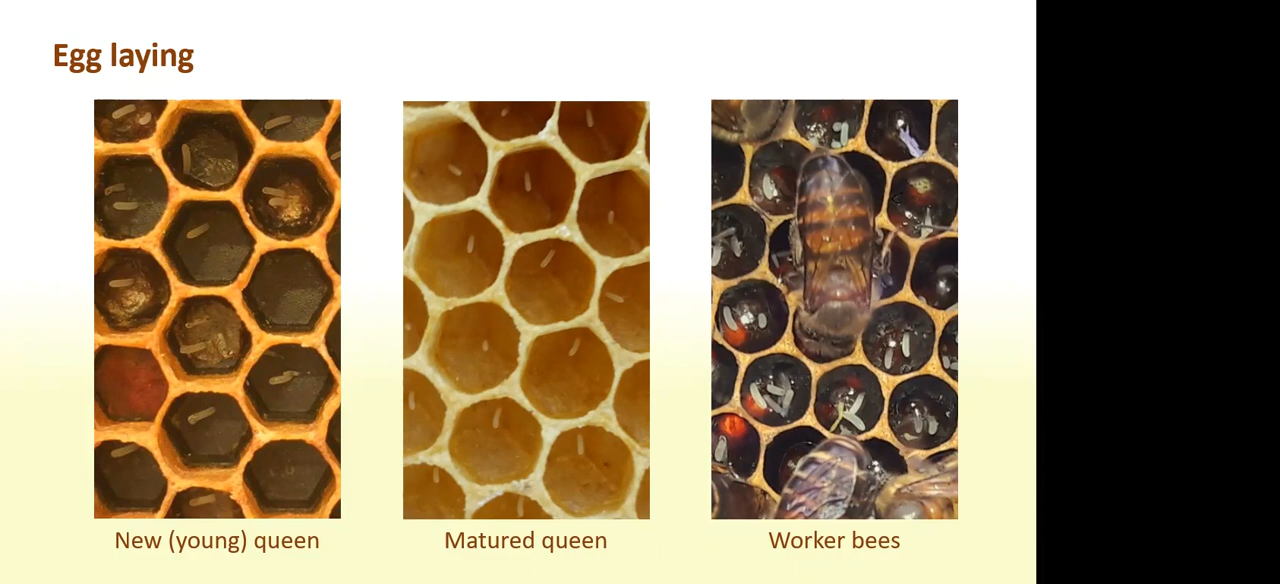 Egg laying
New (young) queen
Matured queen
Worker bees